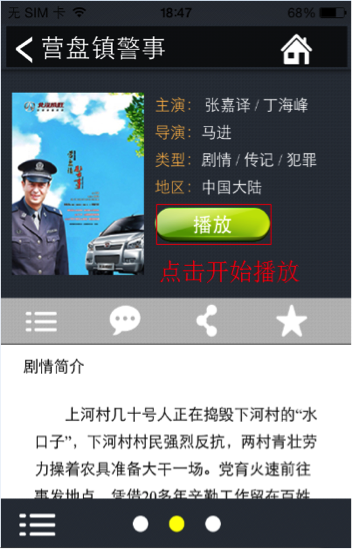 无 SIM 卡
18:47
68%
营盘镇警事
主演： 张嘉译 / 丁海峰
导演： 马进
类型： 剧情 / 传记 / 犯罪
地区： 中国大陆
播放
点击开始播放
剧情简介
上河村几十号人正在捣毁下河村的“水
口子”，下河村村民强烈反抗，两村青壮劳
力操着农具准备大干一场。党育火速前往
事发地点，凭借20多年辛勤工作留在百姓